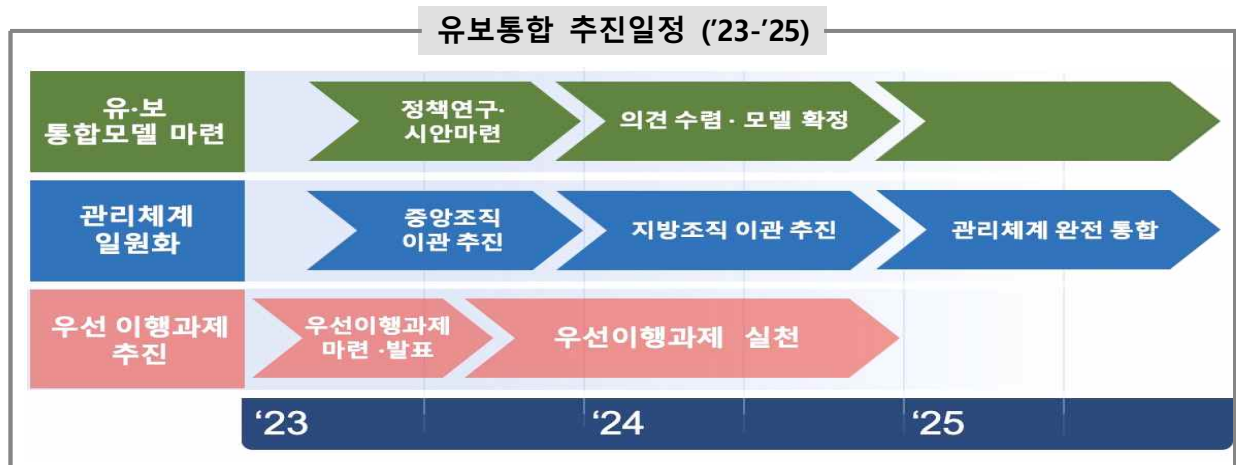 유보통합 추진일정 (’23-’25)
유·보
통합모델 마련
정책연구·
시안마련
의견 수렴 · 모델 확정
관리체계
일원화
중앙조직
이관 추진
지방조직 이관 추진
관리체계 완전 통합
우선 이행과제
추진
우선이행과제
마련 ·발표
우선이행과제 실천
‘23
‘24
‘25